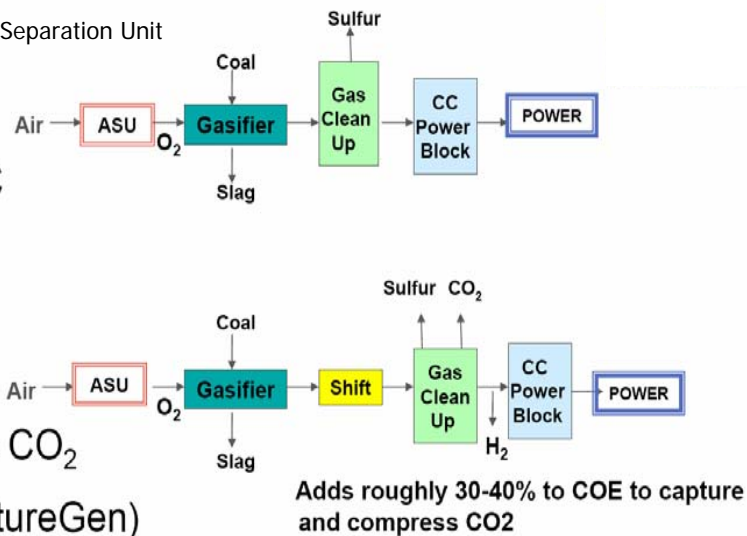 Separation Unit
Sulfur
Coal
Air
ASU
O₂
Gasifier
Gas
Clean
Up
CC
Power
Block
POWER
Slag
Sulfur CO₂
Coal
Air
ASU
O₂
Gasifier
Shift
Gas
Clean
Up
CC
Power
Block
POWER
H₂
Slag
CO₂
tureGen)
Adds roughly 30-40% to COE to capture
and compress CO2